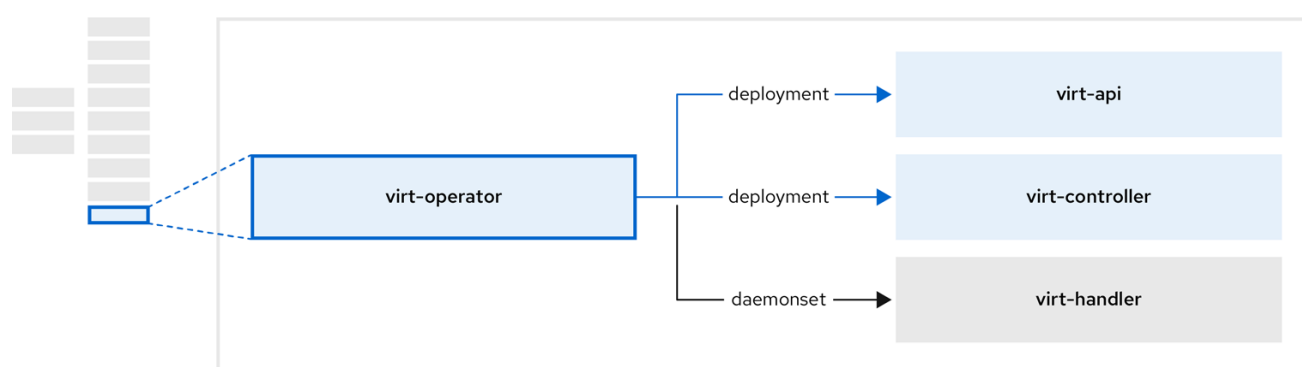 deployment
virt-api
virt-operator
deployment
virt-controller
daemonset
virt-handler